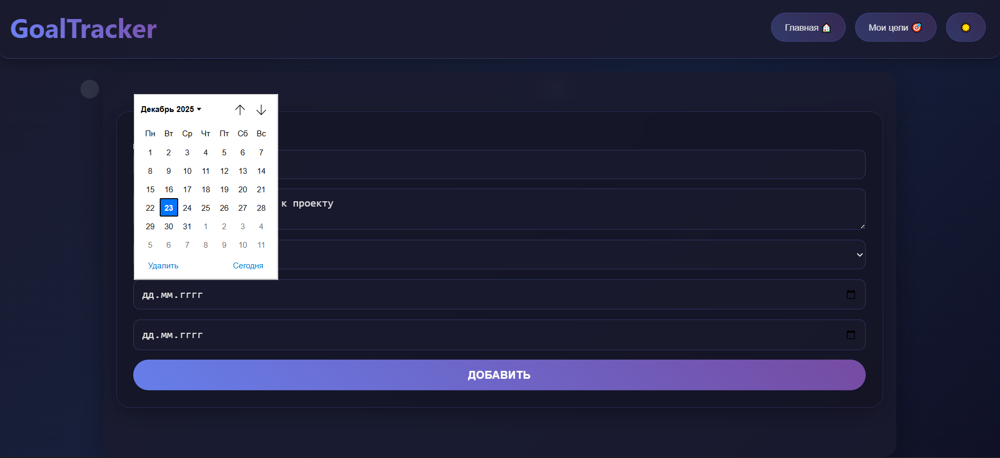 GoalTracker
Главная 🏠
Мои цели 🎯
Декабрь 2025
Пн Вт Ср Чт Пт Сб Вс
1 2 3 4 5 6 7
8 9 10 11 12 13 14
15 16 17 18 19 20 21
22 23 24 25 26 27 28
29 30 31 1 2 3 4
5 6 7 8 9 10 11
Удалить Сегодня
к проекту
дд.мм.гггг
дд.мм.гггг
ДОБАВИТЬ